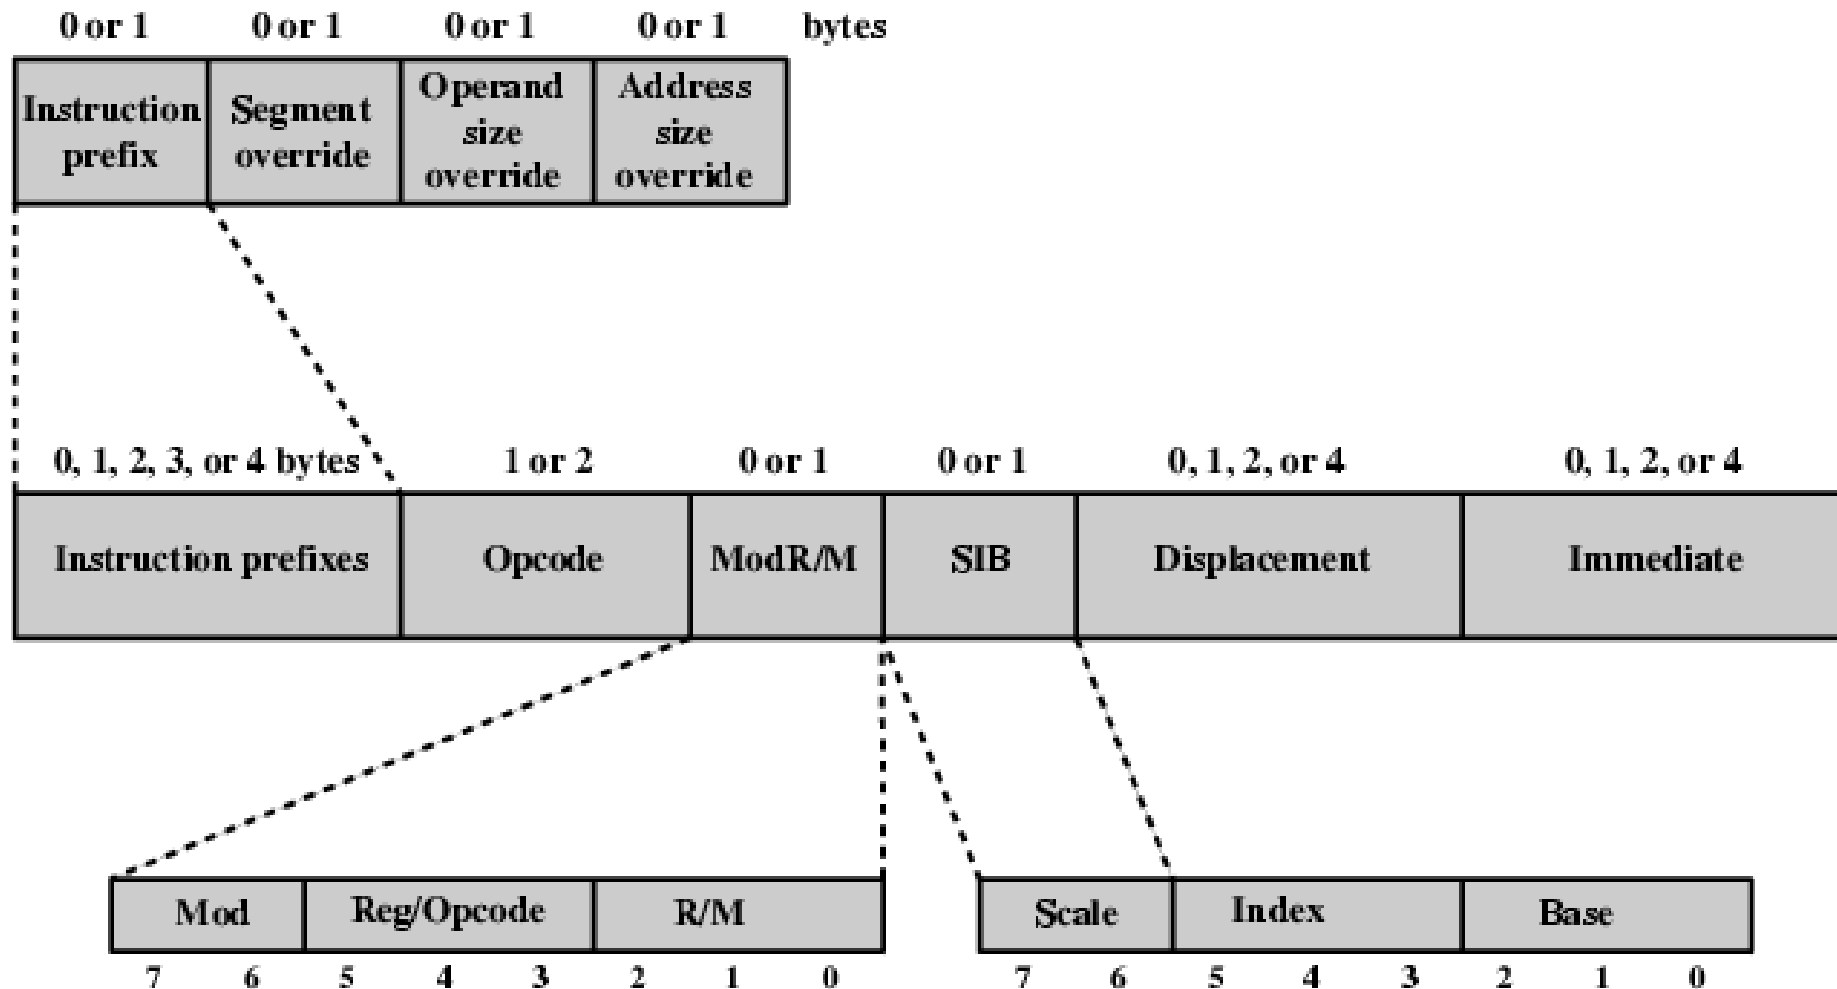 0 or 1 0 or 1 0 or 1 0 or 1 bytes
Instruction prefix
Segment override
Operand size override
Address size override
0, 1, 2, 3, or 4 bytes 1 or 2 0 or 1 0 or 1 0, 1, 2, or 4 0, 1, 2, or 4
Instruction prefixes Opcode ModR/M SIB Displacement Immediate
Mod Reg/Opcode R/M Scale Index Base
7 6 5 4 3 2 1 0 7 6 5 4 3 2 1 0